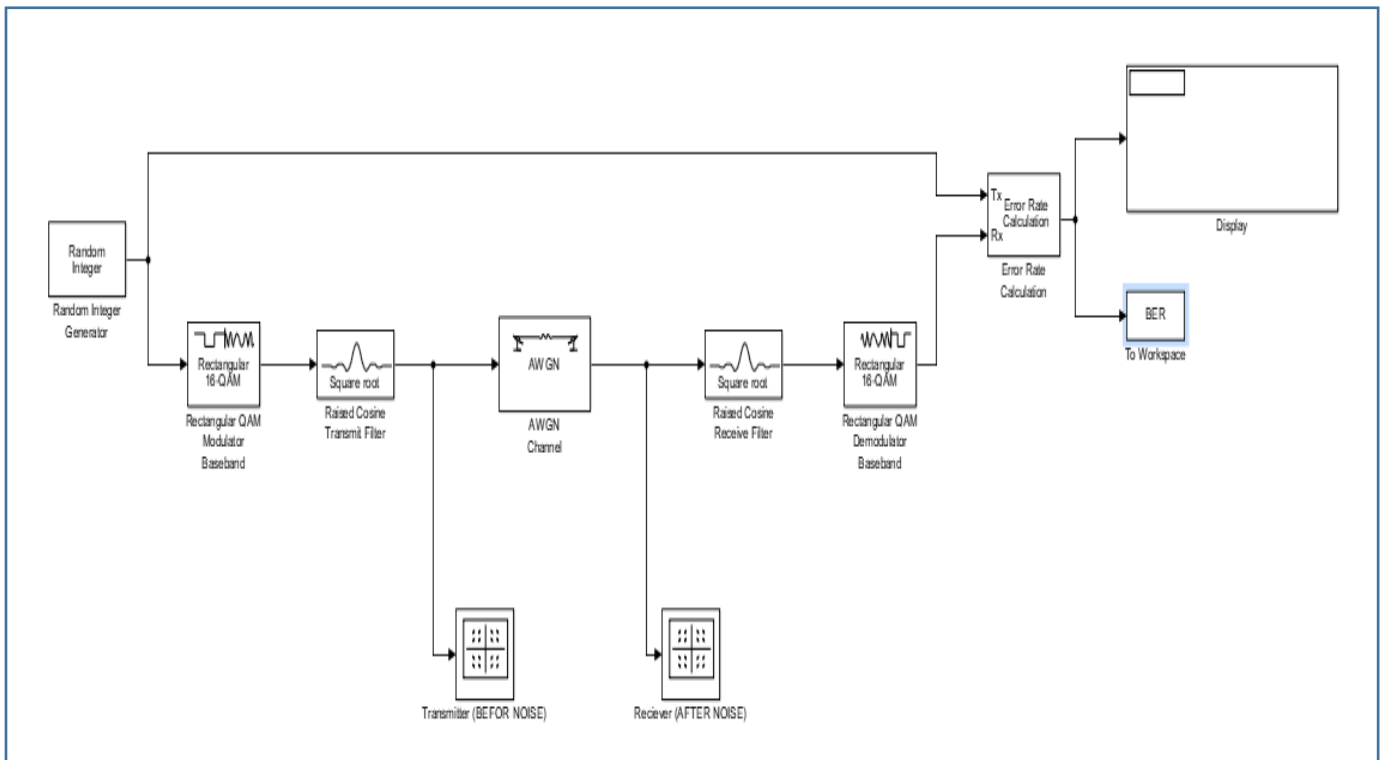 Random
Integer
Random Integer
Generator
Rectangular
16-QAM
Rectangular QAM
Modulator
Baseband
Square root
Raised Cosine
Transmit Filter
AWGN
AWGN
Channel
Square root
Raised Cosine
Receive Filter
Rectangular
16-QAM
Rectangular QAM
Demodulator
Baseband
Tx
Error Rate
Calculation
Rx
Error Rate
Calculation
Display
BER
To Workspace
Transmitter (BEFOR NOISE)
Reciever (AFTER NOISE)